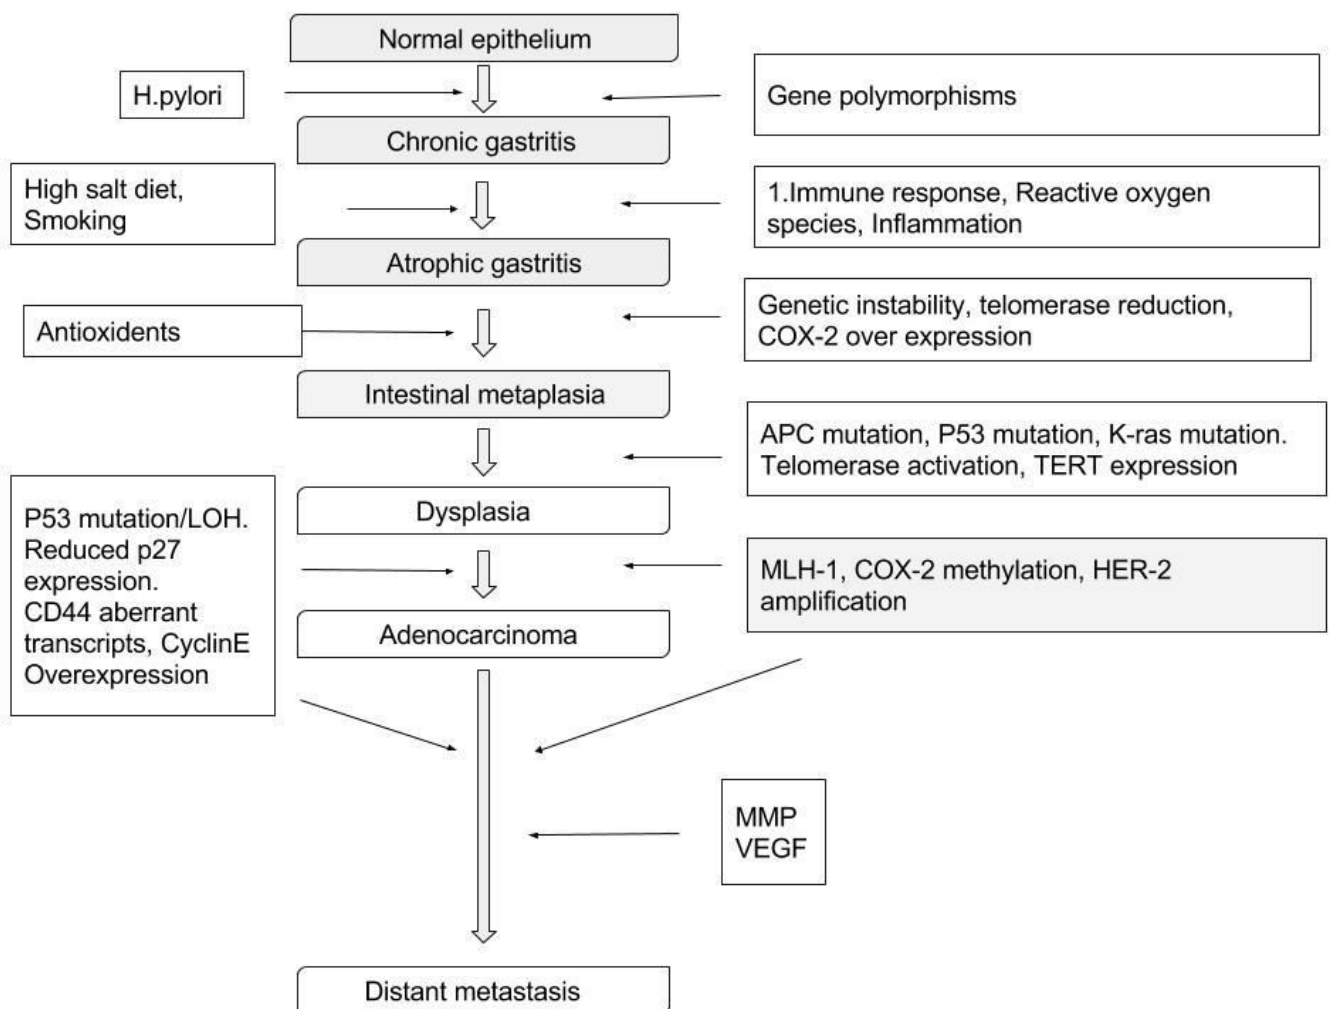 Normal epithelium
H.pylori
Gene polymorphisms
Chronic gastritis
High salt diet,
Smoking
1.Immune response, Reactive oxygen
species, Inflammation
Atrophic gastritis
Antioxidents
Genetic instability, telomerase reduction,
COX-2 over expression
Intestinal metaplasia
APC mutation, P53 mutation, K-ras mutation.
Telomerase activation, TERT expression
Dysplasia
P53 mutation/LOH.
Reduced p27
expression.
CD44 aberrant
transcripts, CyclinE
Overexpression
MLH-1, COX-2 methylation, HER-2
amplification
Adenocarcinoma
MMP
VEGF
Distant metastasis